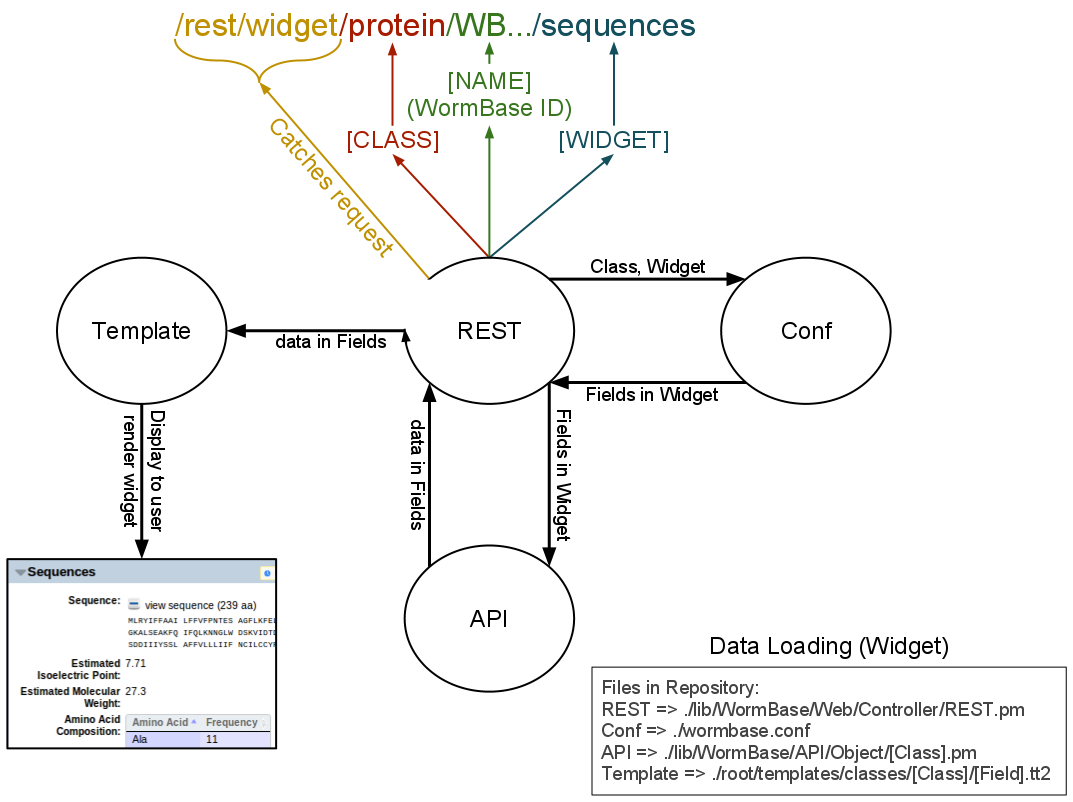 /rest/widget/protein/WB.../sequences
[NAME]
(WormBase ID)
[CLASS]
[WIDGET]
Catches request
Class, Widget
Template
REST
Conf
data in Fields
Fields in Widget
data in Fields
Fields in Widget
Display to user
render widget
API
Sequences
Sequence:
view sequence (239 aa)
MLRYIFFAAI LFFVFPNTES AGFLKFE
GKALSEAKFQ IFQLKNNGLW DSKVIDT
SDDIIIYSSL AFFVLLLIIF NCILCCY
Estimated
Isoelectric Point:
7.71
Estimated Molecular
Weight:
27.3
Amino Acid
Composition:
Amino Acid Frequency
Ala 11
Data Loading (Widget)
Files in Repository:
REST => ./lib/WormBase/Web/Controller/REST.pm
Conf => ./wormbase.conf
API => ./lib/WormBase/API/Object/[Class].pm
Template => ./root/templates/classes/[Class]/[Field].tt2